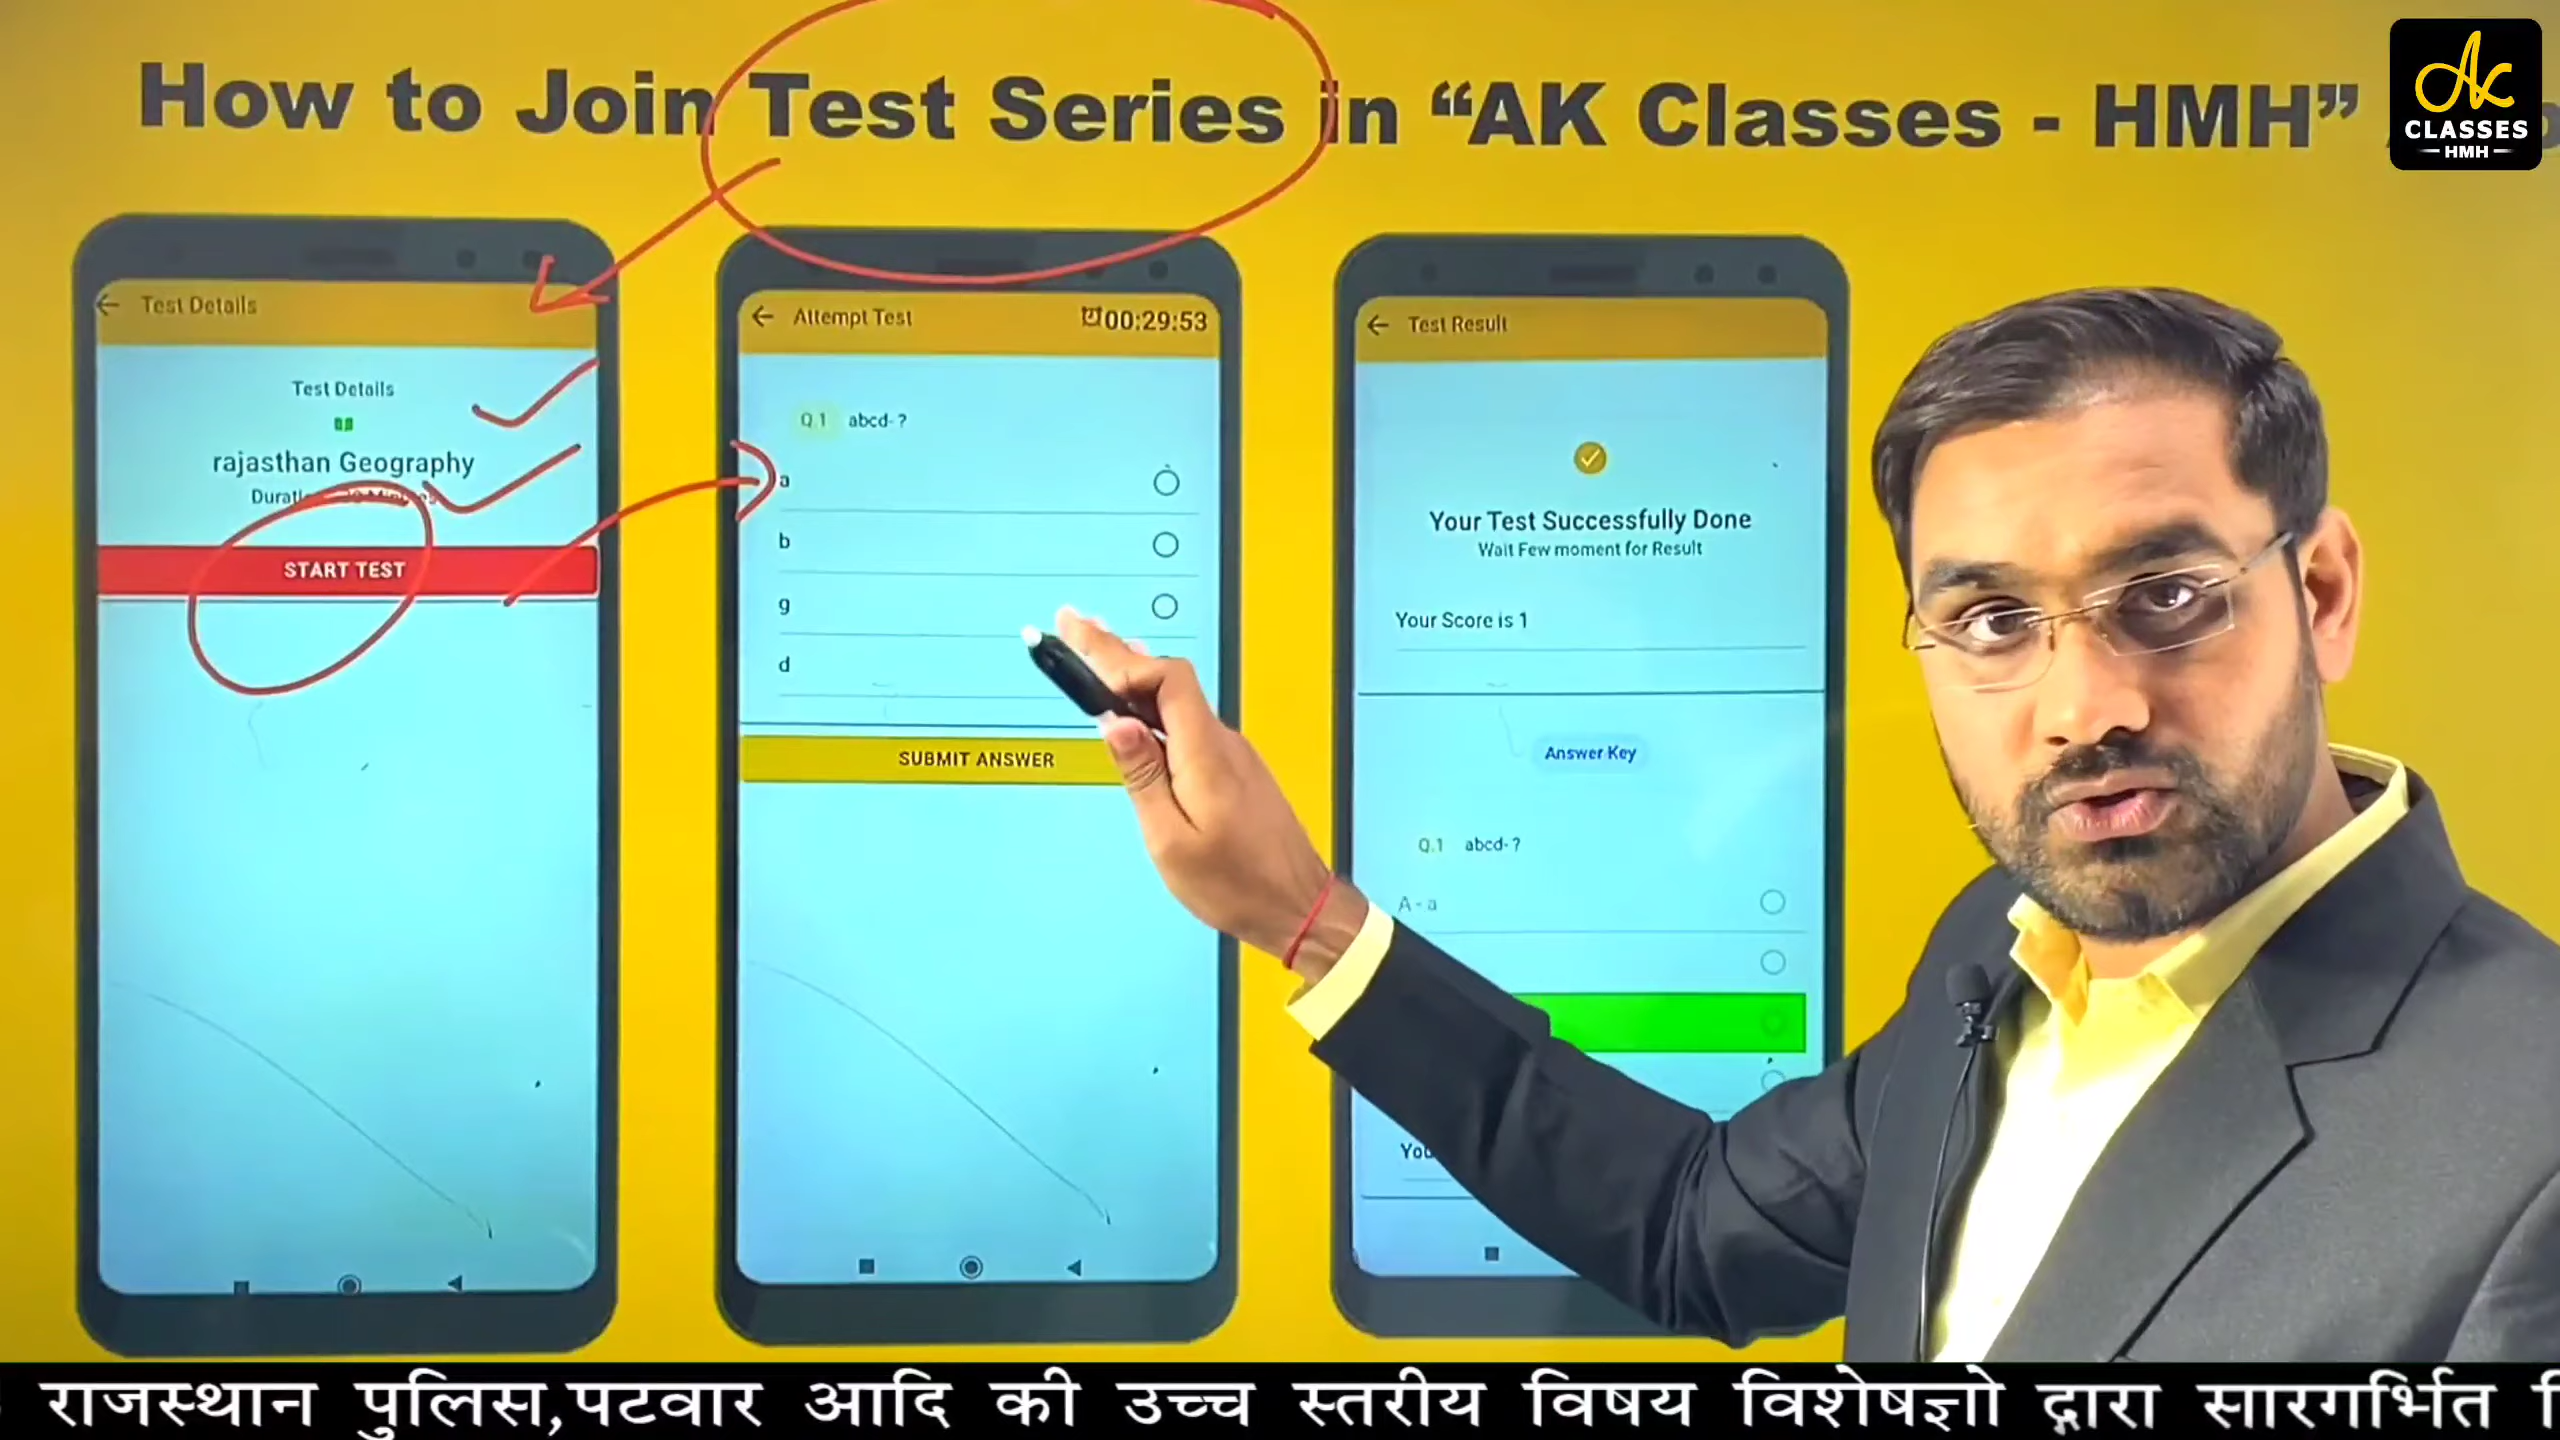 How to Join Test Series in “AK Classes - HMH”
Ak
CLASSES
HMH
Test Details
Test Details
rajasthan Geography
START TEST
Attempt Test 00:29:53
Q.1 abcd-?
a
b
g
d
SUBMIT ANSWER
Test Result
Your Test Successfully Done
Wait Few moment for Result
Your Score is 1
Answer Key
Q.1 abcd-?
A - a
राजस्थान पुलिस,पटवार आदि की उच्च स्तरीय विषय विशेषज्ञो द्वारा सारगर्भित